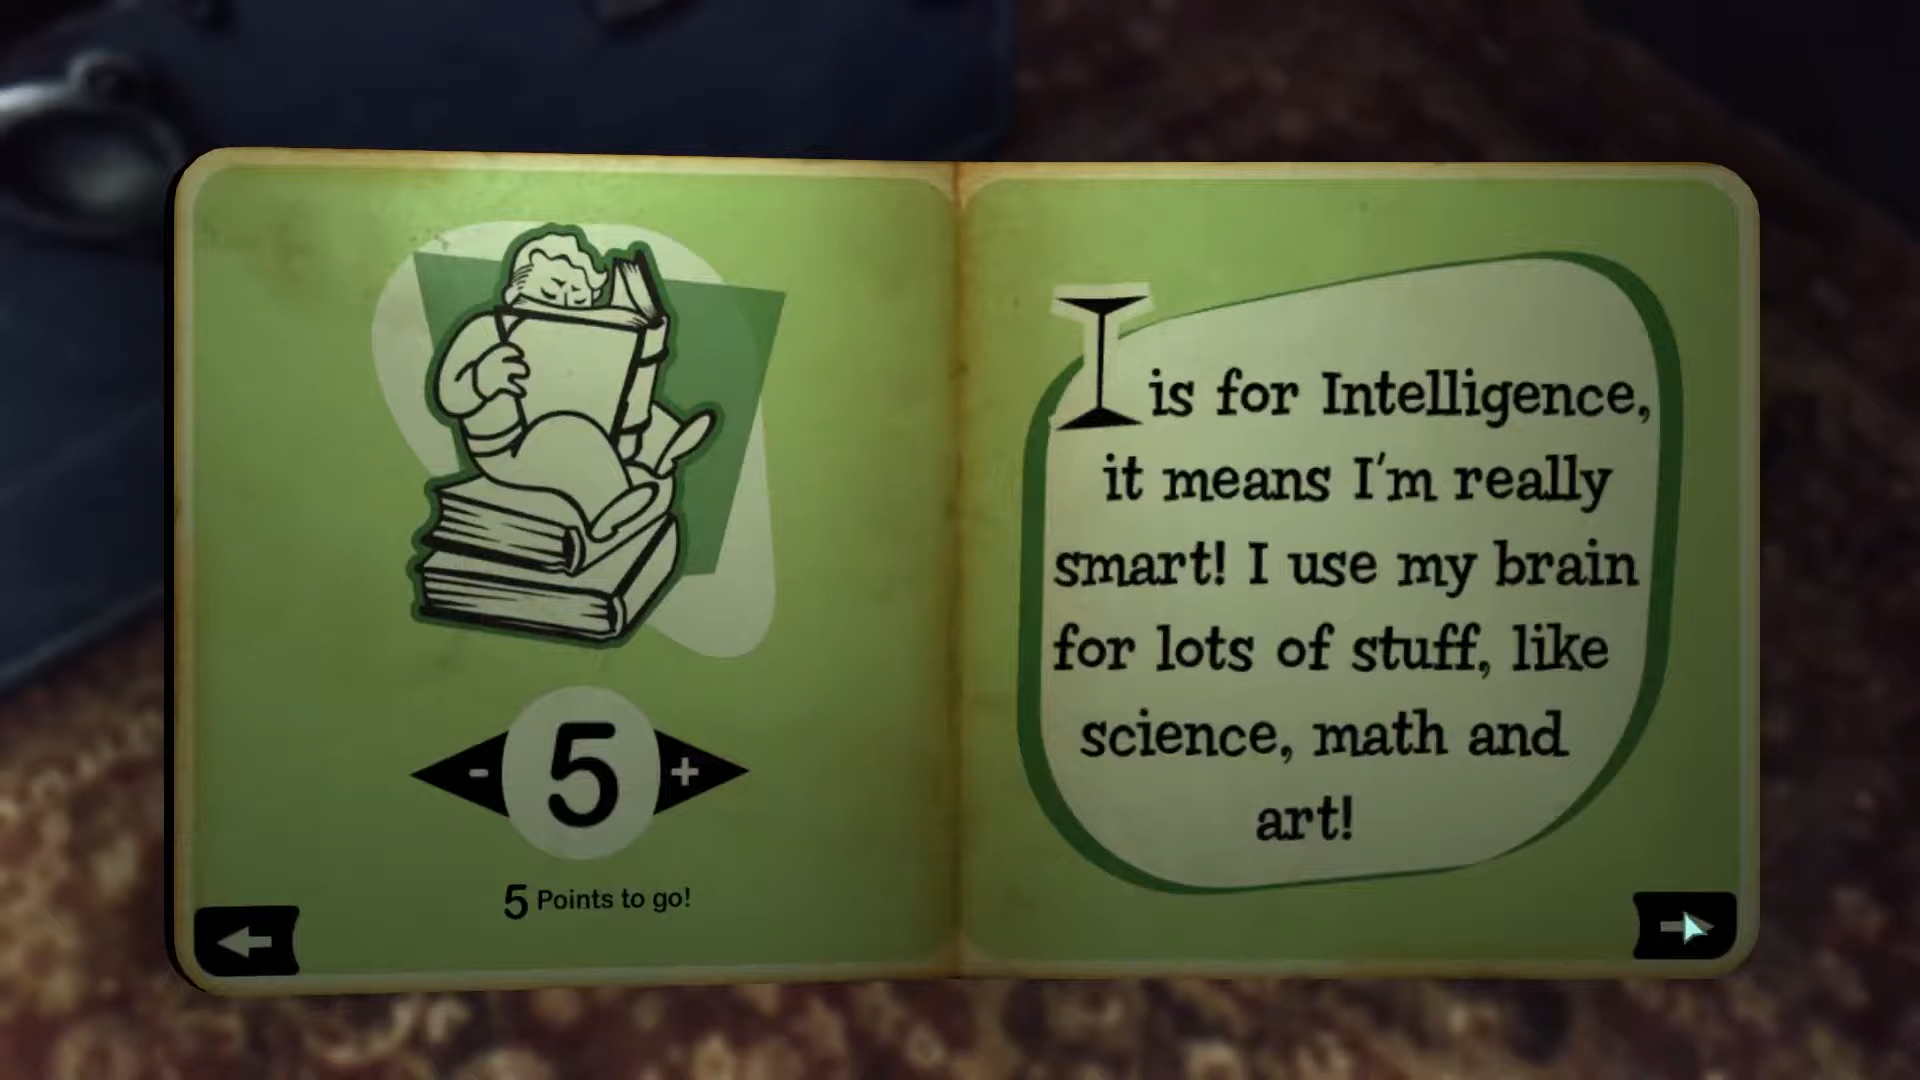 - 5 +
5 Points to go!
I is for Intelligence,
it means I'm really
smart! I use my brain
for lots of stuff, like
science, math and
art!